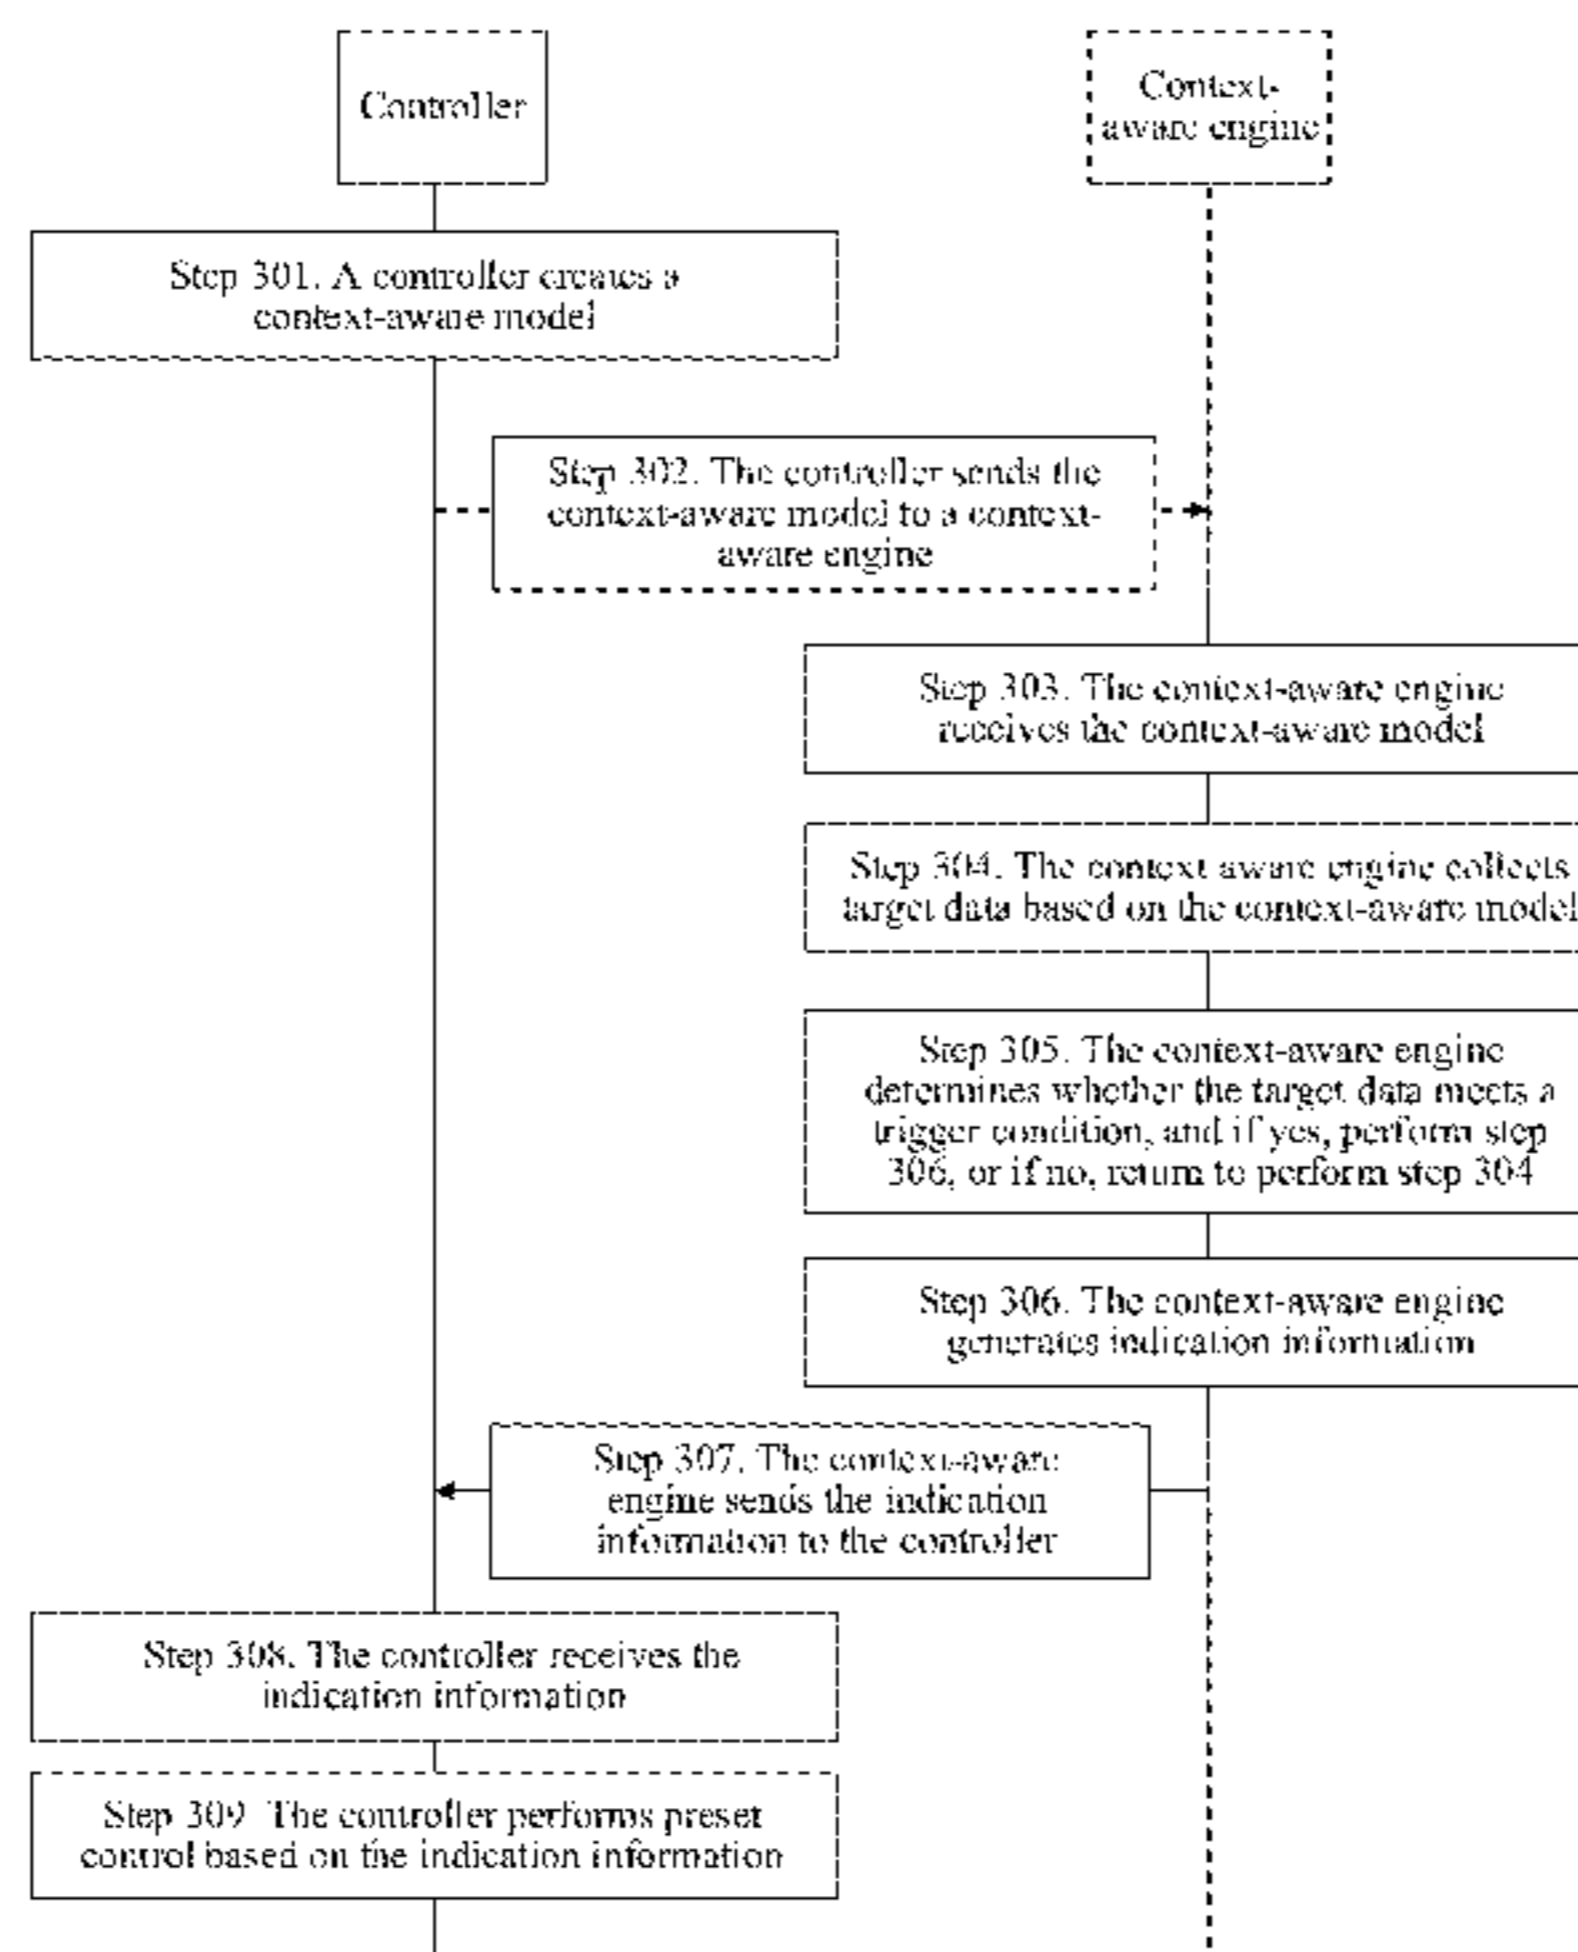 Controller
Context-
aware engine
Step 301. A controller creates a
context-aware model
Step 302. The controller sends the
context-aware model to a context-
aware engine
Step 303. The context-aware engine
receives the context-aware model
Step 304. The context aware engine collects
target data based on the context-aware model
Step 305. The context-aware engine
determines whether the target data meets a
trigger condition, and if yes, perform step
306, or if no, return to perform step 304
Step 306. The context-aware engine
generates indication information
Step 307. The context-aware
engine sends the indication
information to the controller
Step 308. The controller receives the
indication information
Step 309. The controller performs preset
control based on the indication information